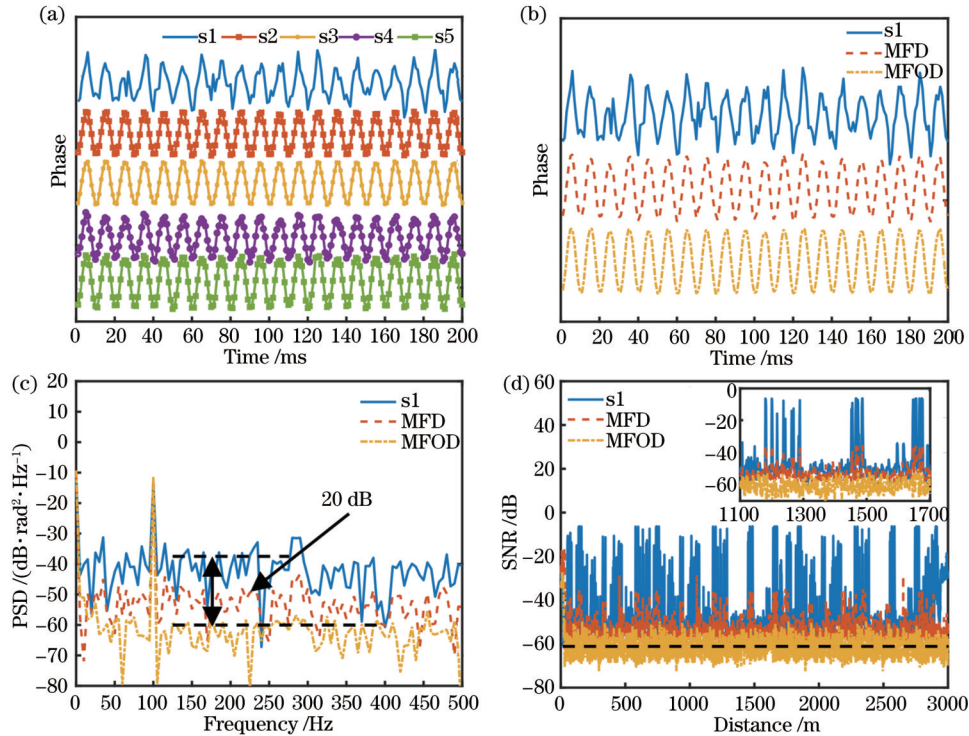 (a)
s1 s2 s3 s4 s5
Phase
0 20 40 60 80 100 120 140 160 180 200
Time /ms
(b)
s1
MFD
MFOD
Phase
0 20 40 60 80 100 120 140 160 180 200
Time /ms
(c)
20
10
0
−10
−20
−30
−40
−50
−60
−70
−80
PSD /(dB·rad²·Hz⁻¹)
s1
MFD
MFOD
20 dB
0 50 100 150 200 250 300 350 400 450 500
Frequency /Hz
(d)
60
40
20
0
−20
−40
−60
−80
SNR /dB
s1
MFD
MFOD
0
−20
−40
−60
1100 1300 1500 1700
0 500 1000 1500 2000 2500 3000
Distance /m